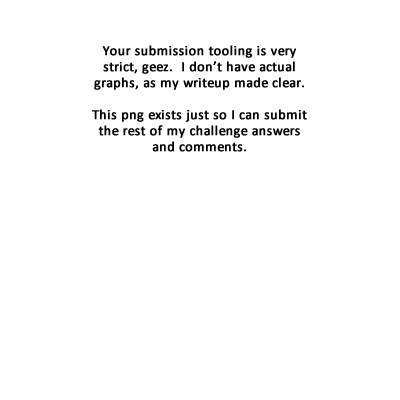 Your submission tooling is very
strict, geez.  I don’t have actual
graphs, as my writeup made clear.
This png exists just so I can submit
the rest of my challenge answers
and comments.